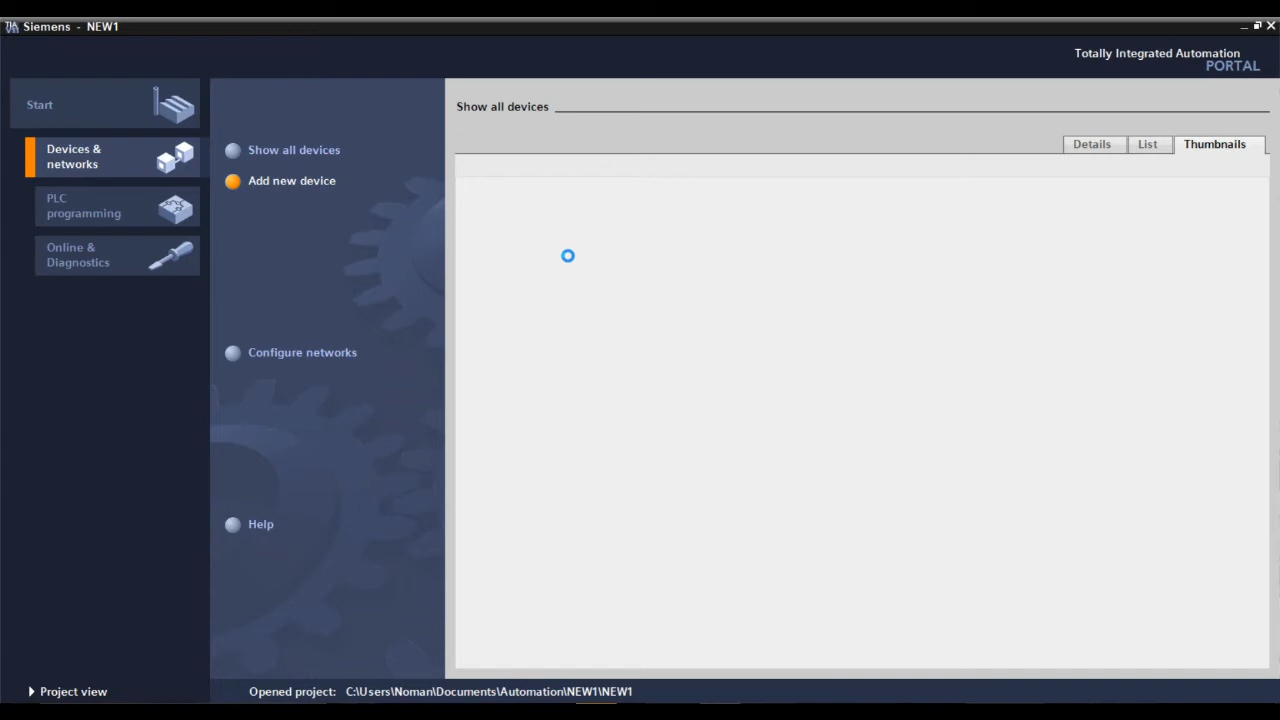 Siemens - NEW1
Totally Integrated Automation
PORTAL
Start
Devices &
networks
PLC
programming
Online &
Diagnostics
Show all devices
Add new device
Configure networks
Help
Show all devices
Details
List
Thumbnails
Project view
Opened project: C:\Users\Noman\Documents\Automation\NEW1\NEW1